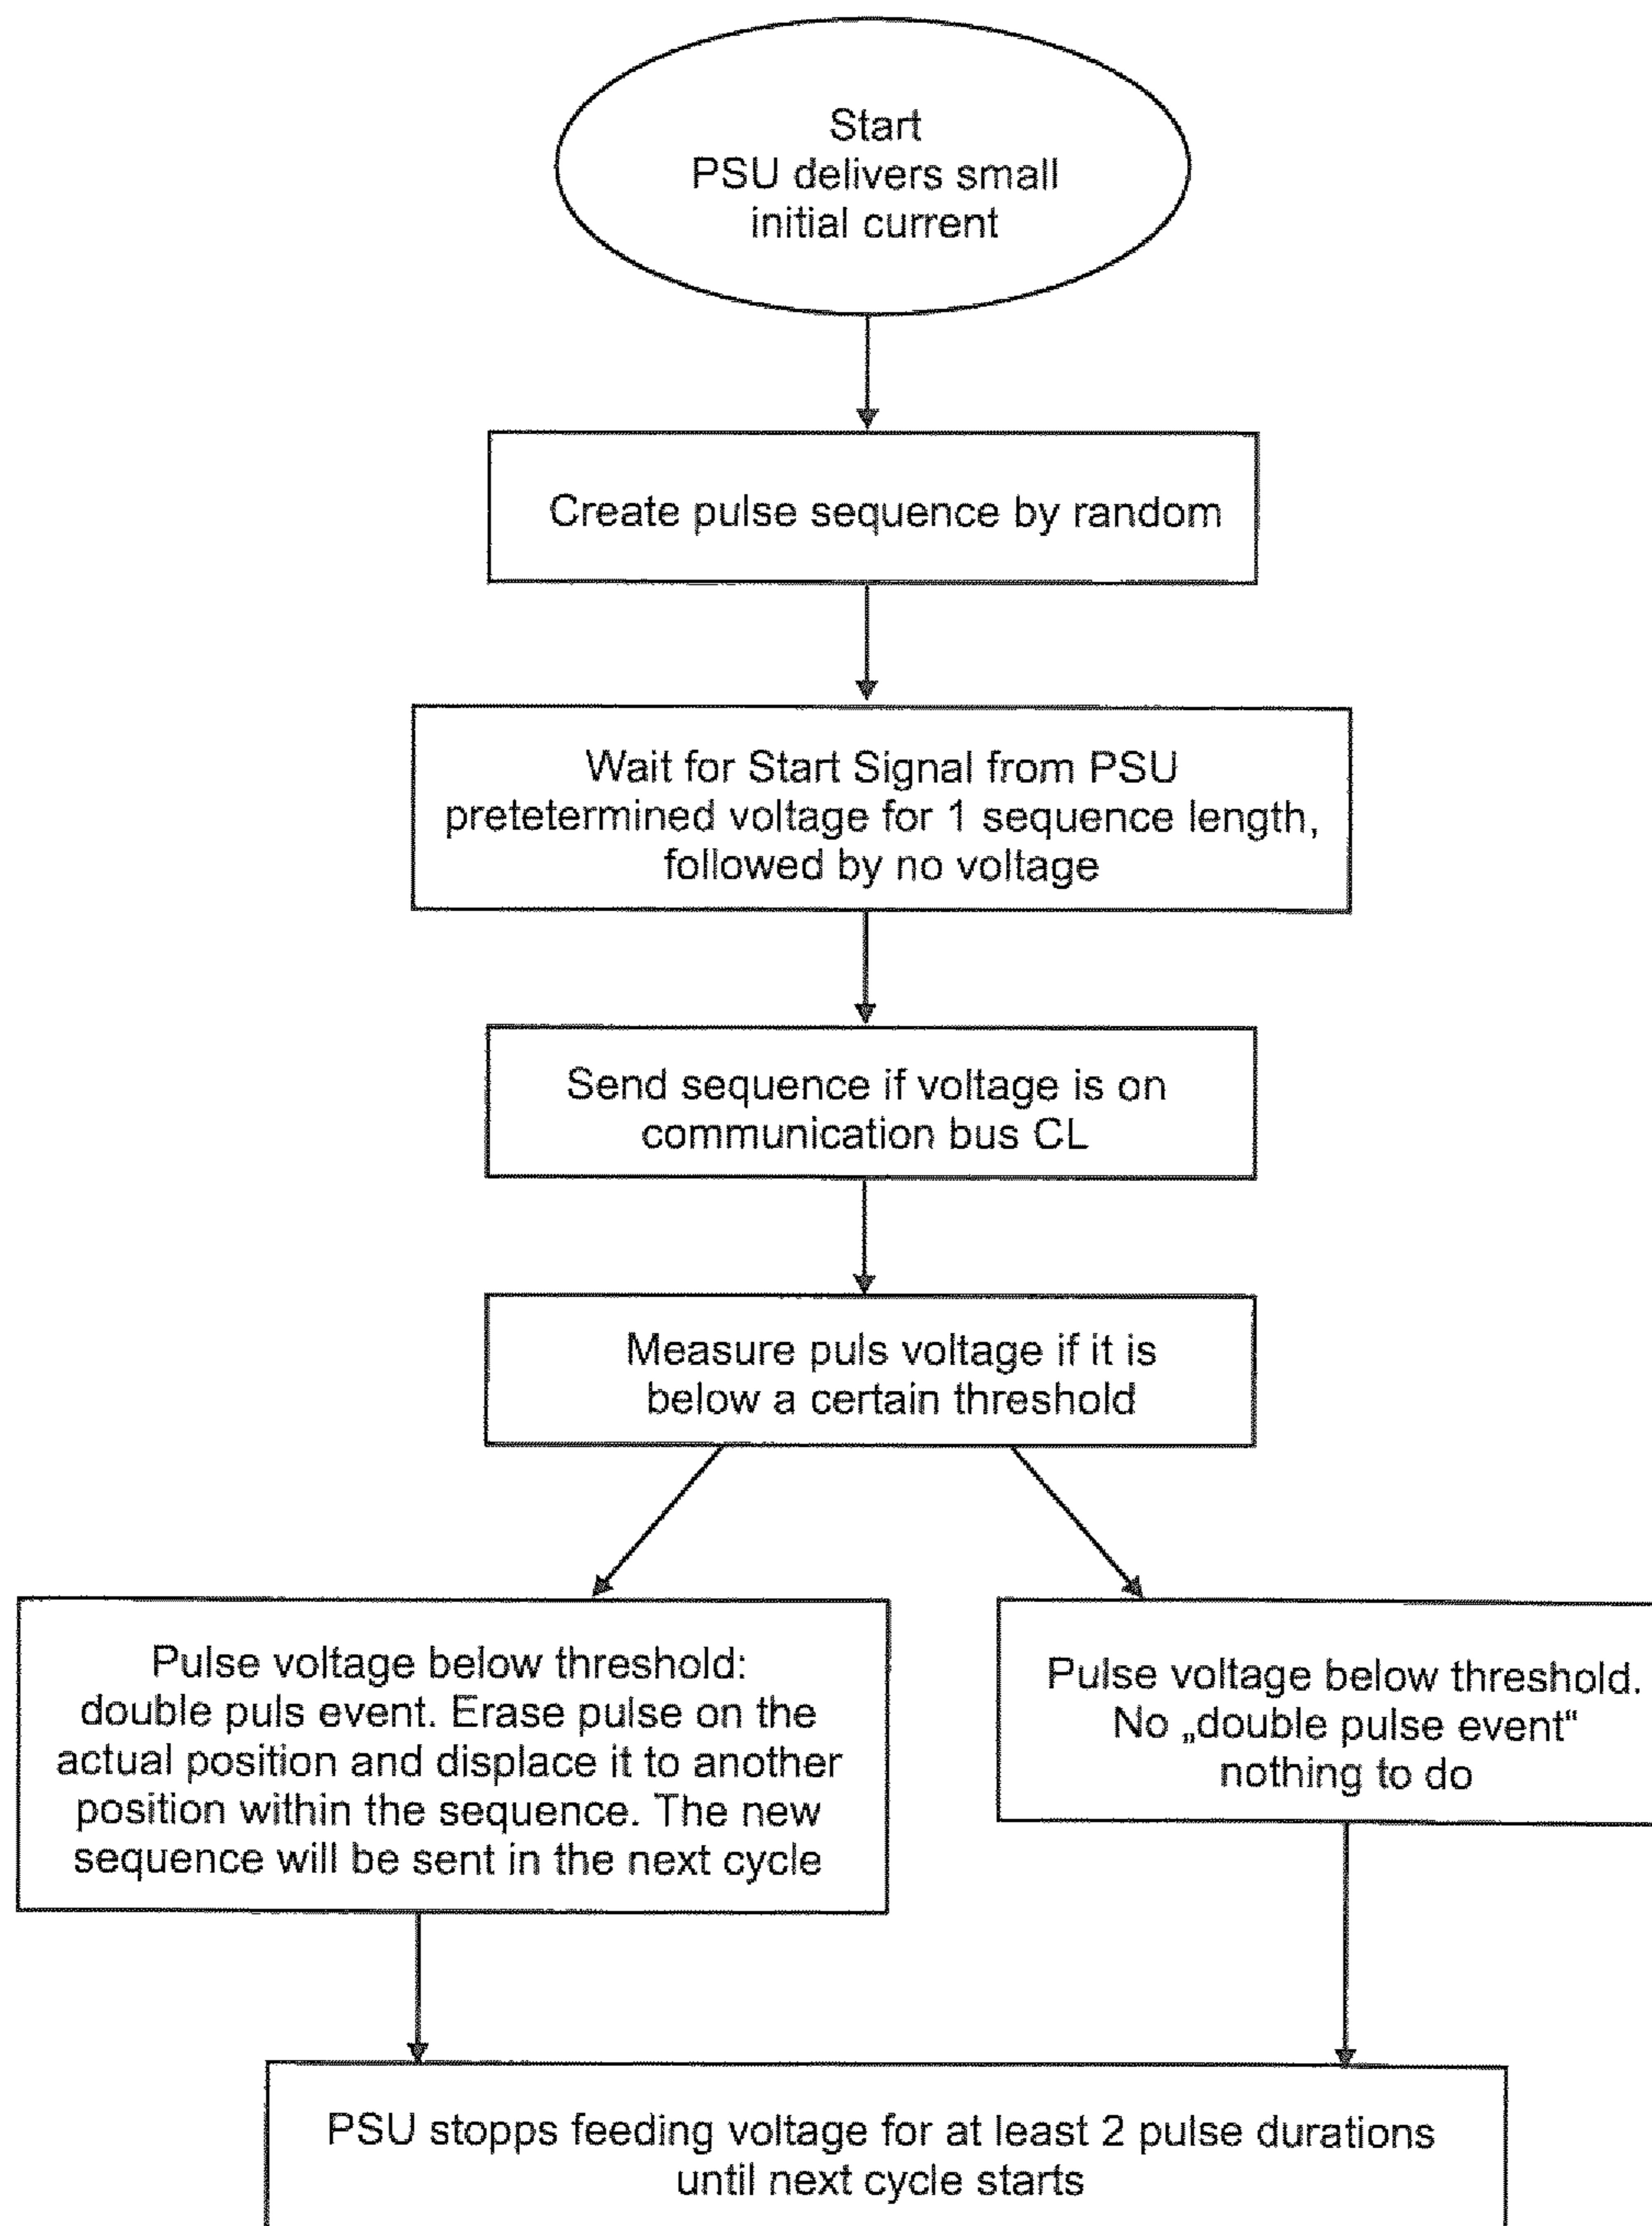 Start
PSU delivers small
initial current
Create pulse sequence by random
Wait for Start Signal from PSU
pretetermined voltage for 1 sequence length,
followed by no voltage
Send sequence if voltage is on
communication bus CL
Measure puls voltage if it is
below a certain threshold
Pulse voltage below threshold:
double puls event. Erase pulse on the
actual position and displace it to another
position within the sequence. The new
sequence will be sent in the next cycle
Pulse voltage below threshold.
No „double pulse event“
nothing to do
PSU stopps feeding voltage for at least 2 pulse durations
until next cycle starts